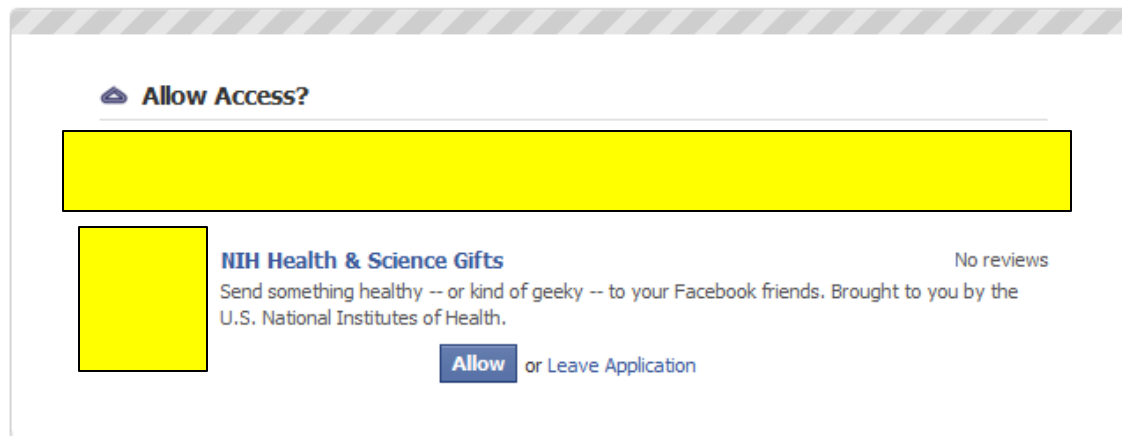 Allow Access?
NIH Health & Science Gifts
No reviews
Send something healthy -- or kind of geeky -- to your Facebook friends. Brought to you by the
U.S. National Institutes of Health.
Allow or Leave Application